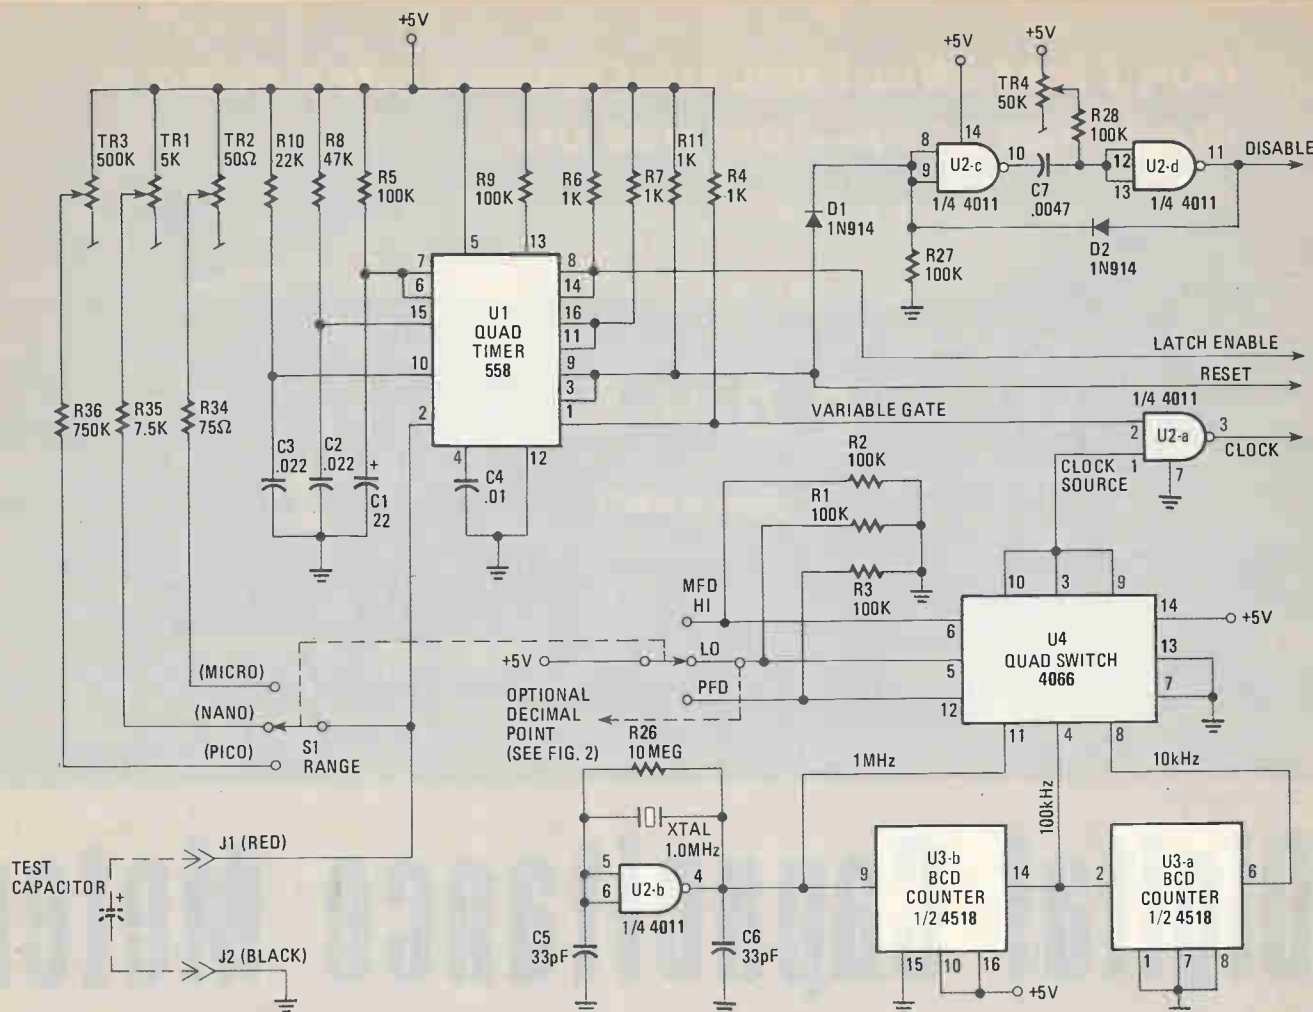 +5V
+5V
+5V
TR3
500K
TR1
5K
TR2
50Ω
R10
22K
R8
47K
R5
100K
R9
100K
R6
1K
R7
1K
R11
1K
R4
1K
TR4
50K
R28
100K
8
9
14
U2-c
10
1/4 4011
C7
.0047
12
13
U2-d
11
1/4 4011
DISABLE
D1
1N914
D2
1N914
R27
100K
5
13
7
6
15
10
2
U1
QUAD
TIMER
558
8
14
16
11
9
3
1
4
12
LATCH ENABLE
RESET
VARIABLE GATE
1/4 4011
2
1
U2-a
3
7
CLOCK
CLOCK
SOURCE
R36
750K
R35
7.5K
R34
75Ω
C3
.022
C2
.022
+
C1
22
C4
.01
R2
100K
R1
100K
R3
100K
MFD
HI
LO
PFD
+5V
OPTIONAL
DECIMAL
POINT
(SEE FIG. 2)
10
3
9
6
5
12
U4
QUAD SWITCH
4066
14
+5V
13
7
11
4
8
(MICRO)
(NANO)
(PICO)
S1
RANGE
R26
10 MEG
XTAL
1.0MHz
1MHz
100kHz
10kHz
5
6
U2-b
4
1/4 4011
C5
33pF
C6
33pF
9
U3-b
BCD
COUNTER
1/2 4518
14
15
10
16
+5V
2
U3-a
BCD
COUNTER
1/2 4518
6
1
7
8
TEST
CAPACITOR
+
J1 (RED)
J2 (BLACK)